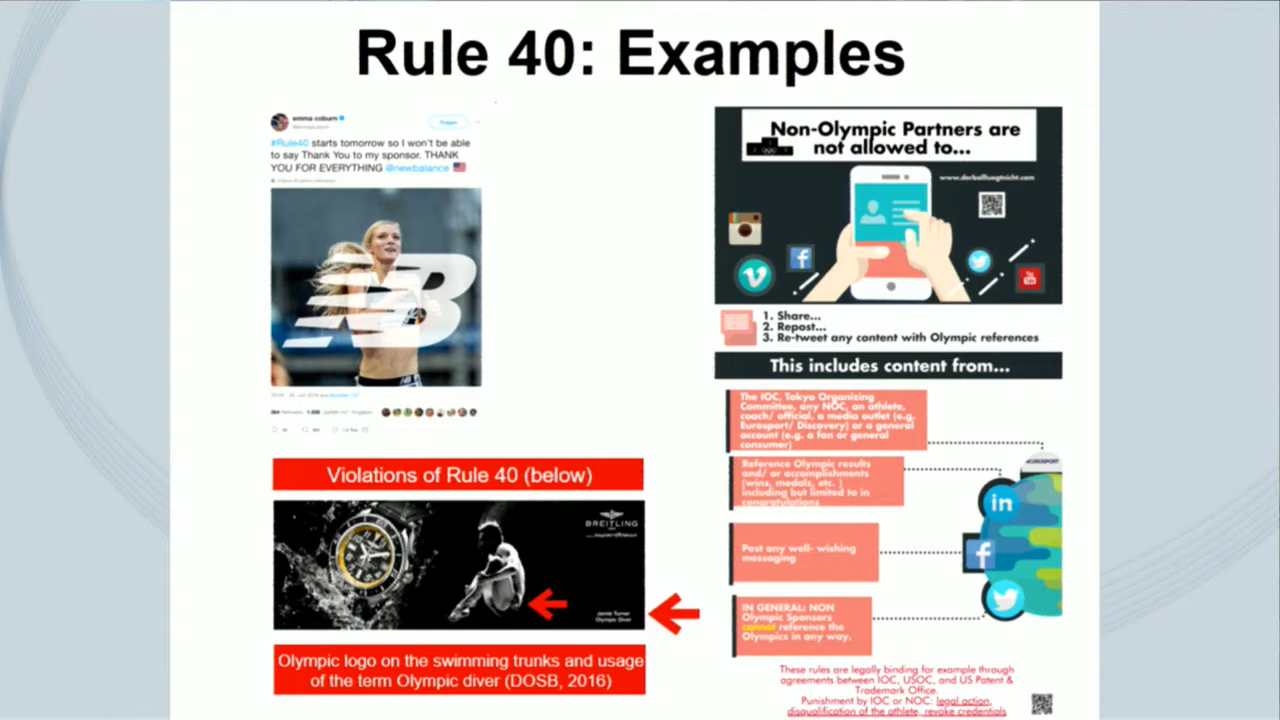 Rule 40: Examples
emma coburn
#Rule40 starts tomorrow so I won't be able
to say Thank You to my sponsor. THANK
YOU FOR EVERYTHING @newbalance
Violations of Rule 40 (below)
BREITLING
Jamie Turner
Olympic Diver
Olympic logo on the swimming trunks and usage
of the term Olympic diver (DOSB, 2016)
Non-Olympic Partners are
not allowed to...
www.derballluegtnicht.com
You
1. Share...
2. Repost...
3. Re-tweet any content with Olympic references
This includes content from...
The IOC, Tokyo Organizing
Committee, any NOC, an athlete,
coach/ official, a media outlet (e.g.
Eurosport/ Discovery) or a general
account (e.g. a fan or general
consumer)
Reference Olympic results
and/ or accomplishments
(wins, medals, etc. )
including but limited to in
congratulations
Post any well- wishing
messaging
IN GENERAL: NON
Olympic Sponsors
cannot reference the
Olympics in any way.
EUROSPORT
in
These rules are legally binding for example through
agreements between IOC, USOC, and US Patent &
Trademark Office.
Punishment by IOC or NOC: legal action,
disqualification of the athlete, revoke credentials